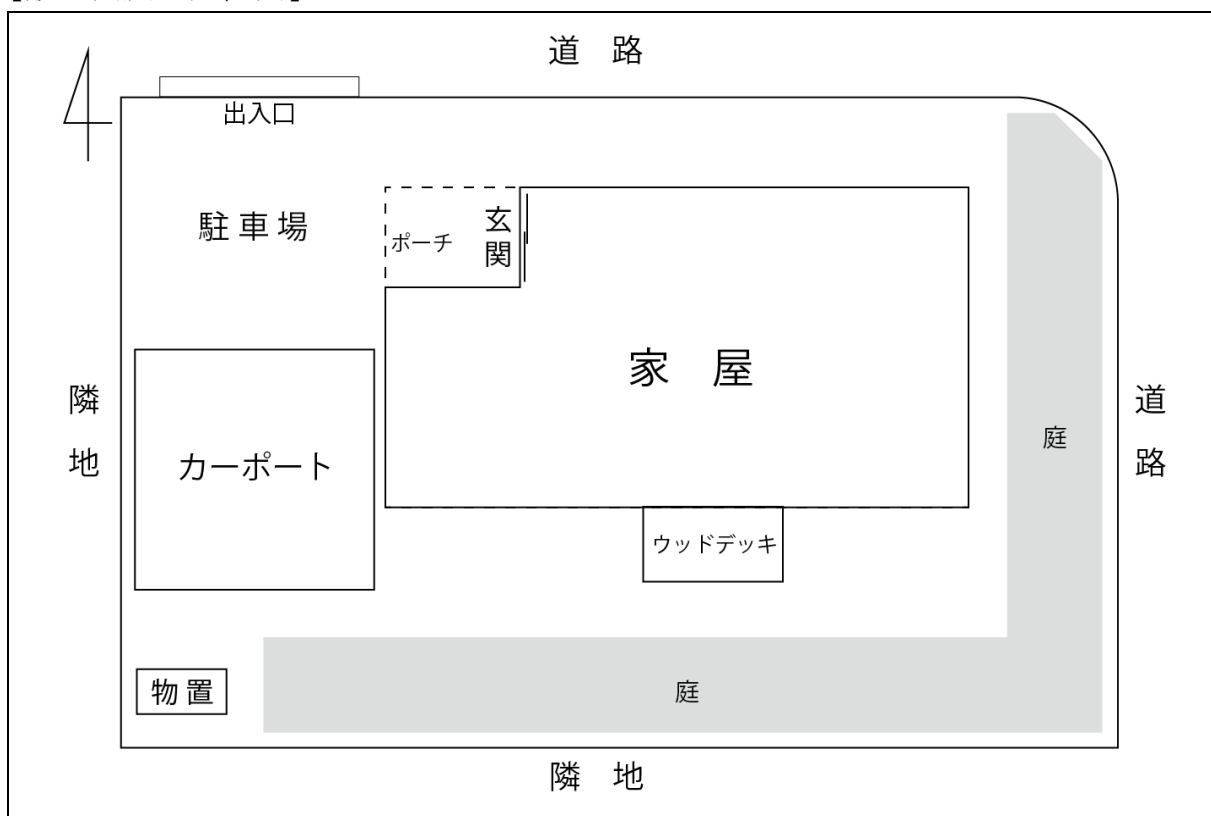 道 路
出入口
駐 車 場
ポーチ
玄関
家 屋
隣地
カーポート
道路
庭
ウッドデッキ
物 置
庭
隣 地